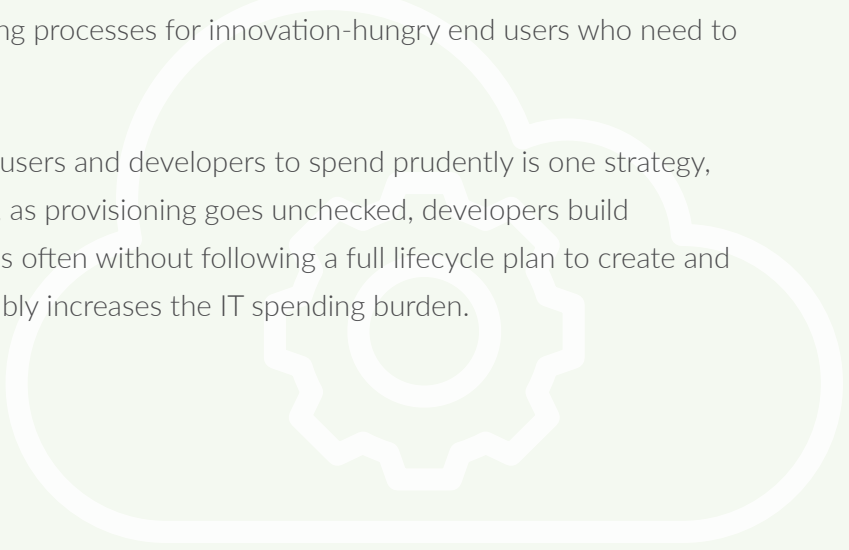 ng processes for innovation-hungry end users who need to
users and developers to spend prudently is one strategy,
as provisioning goes unchecked, developers build
s often without following a full lifecycle plan to create and
bly increases the IT spending burden.